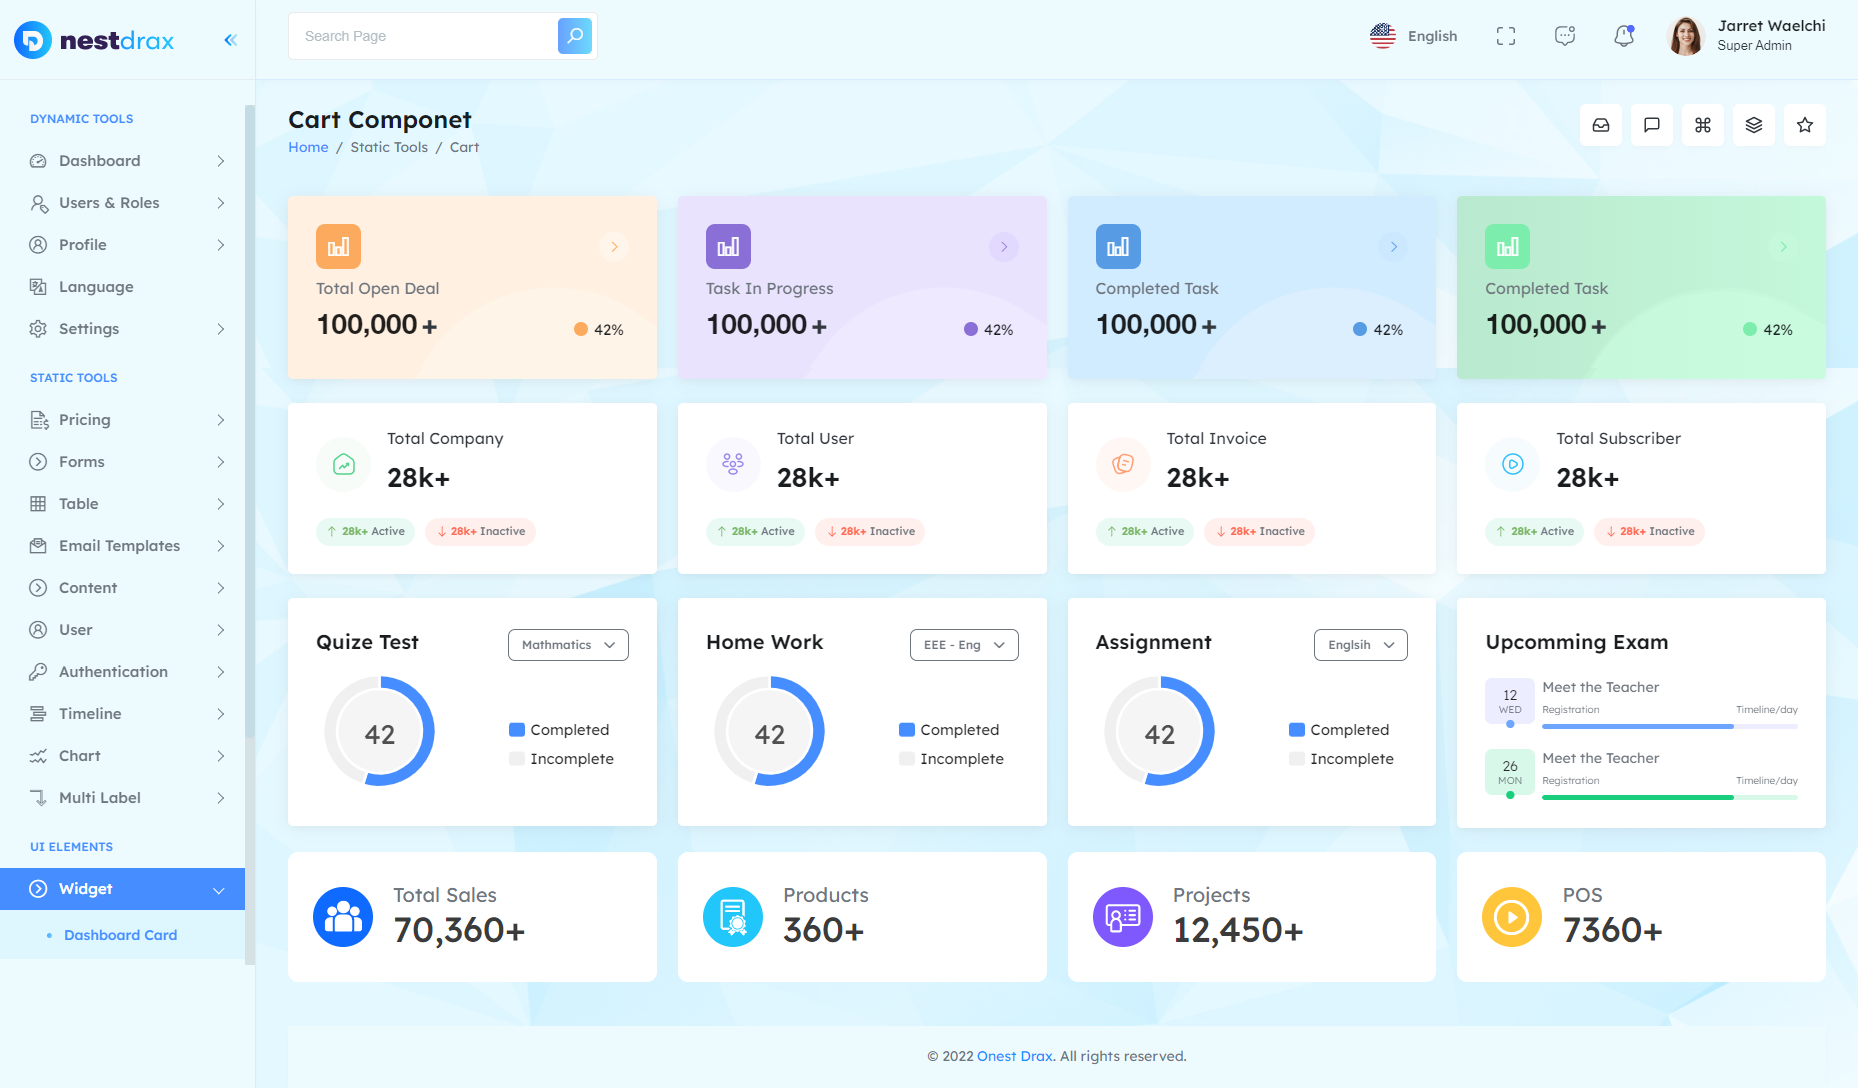 nestdrax
Search Page
English
Jarret Waelchi
Super Admin
DYNAMIC TOOLS
Dashboard
Users & Roles
Profile
Language
Settings
STATIC TOOLS
Pricing
Forms
Table
Email Templates
Content
User
Authentication
Timeline
Chart
Multi Label
UI ELEMENTS
Widget
Dashboard Card
Cart Componet
Home / Static Tools / Cart
Total Open Deal
100,000 +
42%
Task In Progress
100,000 +
42%
Completed Task
100,000 +
42%
Completed Task
100,000 +
42%
Total Company
28k+
28k+ Active
28k+ Inactive
Total User
28k+
28k+ Active
28k+ Inactive
Total Invoice
28k+
28k+ Active
28k+ Inactive
Total Subscriber
28k+
28k+ Active
28k+ Inactive
Quize Test
Mathmatics
42
Completed
Incomplete
Home Work
EEE - Eng
42
Completed
Incomplete
Assignment
Englsih
42
Completed
Incomplete
Upcomming Exam
12
WED
Meet the Teacher
Registration
Timeline/day
26
MON
Meet the Teacher
Registration
Timeline/day
Total Sales
70,360+
Products
360+
Projects
12,450+
POS
7360+
© 2022 Onest Drax. All rights reserved.